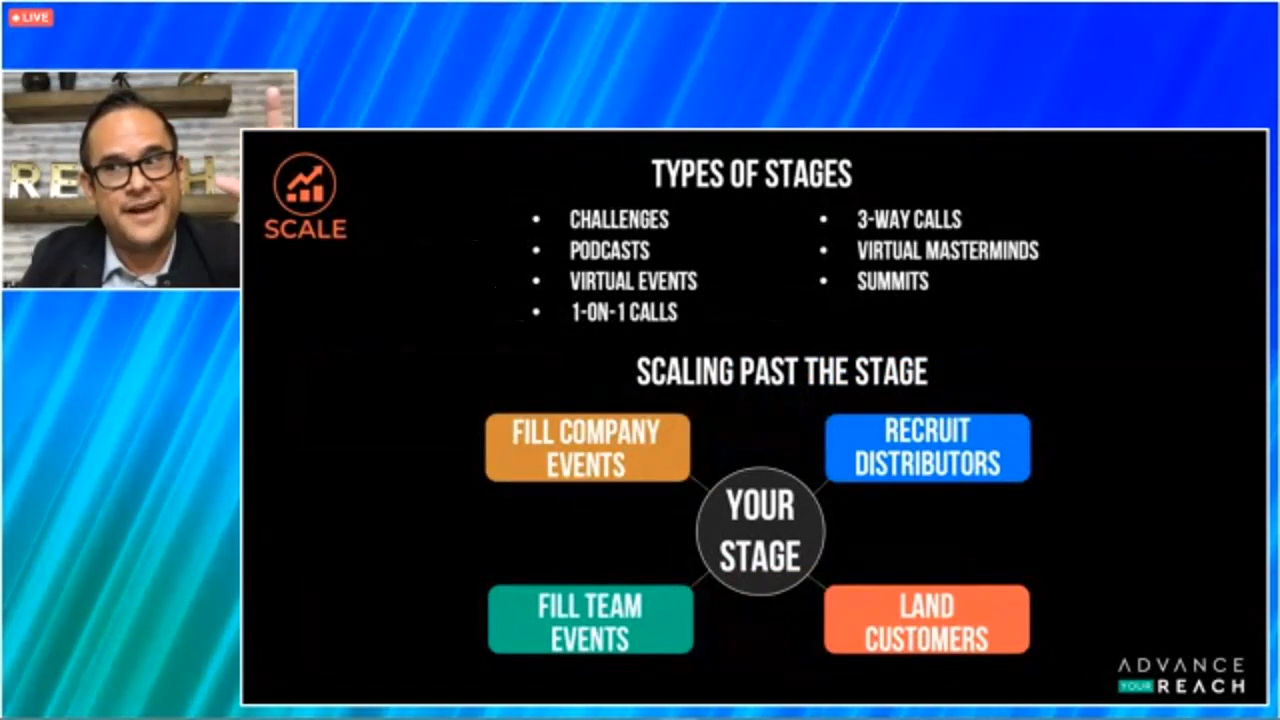 LIVE
RE H
SCALE
TYPES OF STAGES
• CHALLENGES
• PODCASTS
• VIRTUAL EVENTS
• 1-ON-1 CALLS
• 3-WAY CALLS
• VIRTUAL MASTERMINDS
• SUMMITS
SCALING PAST THE STAGE
FILL COMPANY
EVENTS
RECRUIT
DISTRIBUTORS
YOUR
STAGE
FILL TEAM
EVENTS
LAND
CUSTOMERS
ADVANCE
YOUR REACH